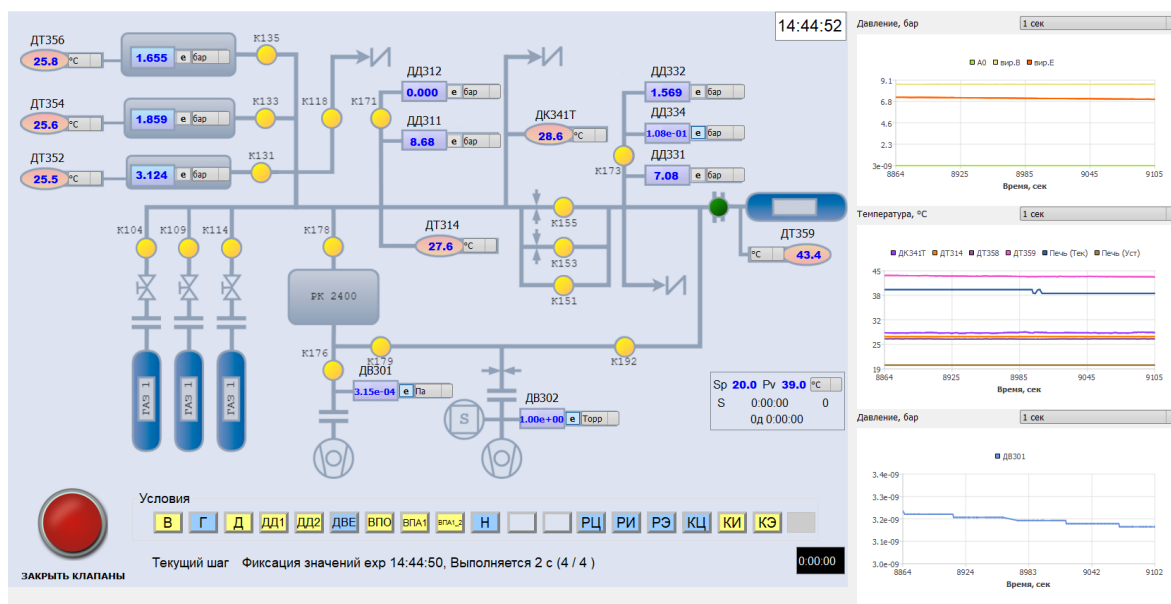 14:44:52
ДТ356
25.8 °C
1.655 e бар
К135
ДТ354
25.6 °C
1.859 e бар
К133
ДТ352
25.5 °C
3.124 e бар
К131
К118
К171
ДД312
0.000 e бар
ДД311
8.68 e бар
ДК341Т
28.6 °C
ДД332
1.569 e бар
ДД334
1.08e-01 e бар
К173
ДД331
7.08 e бар
К104
К109
К114
К178
ДТ314
27.6 °C
К155
К153
К151
ДТ359
°C 43.4
РК 2400
К176
К179
К192
ДВ301
3.15e-04 e Па
ДВ302
S
1.00e+00 e Торр
ГАЗ 1
ГАЗ 1
ГАЗ 1
Sp 20.0 Pv 39.0 °C
S 0:00:00 0
0д 0:00:00
Условия
В Г Д ДД1 ДД2 ДВЕ ВПО ВПА1 ВПА1_2 Н РЦ РИ РЭ КЦ КИ КЭ
Текущий шаг Фиксация значений exp 14:44:50, Выполняется 2 с (4 / 4 )
0:00:00
ЗАКРЫТЬ КЛАПАНЫ
Давление, бар 1 сек
А0 вир.В вир.Е
9.1
6.8
4.6
2.3
3e-09
8864 8925 8985 9045 9105
Время, сек
Температура, °C 1 сек
ДК341Т ДТ314 ДТ358 ДТ359 Печь (Тек) Печь (Уст)
45
38
32
25
19
8864 8925 8985 9045 9105
Время, сек
Давление, бар 1 сек
ДВ301
3.4e-09
3.3e-09
3.2e-09
3.1e-09
3.0e-09
8864 8924 8983 9042 9102
Время, сек